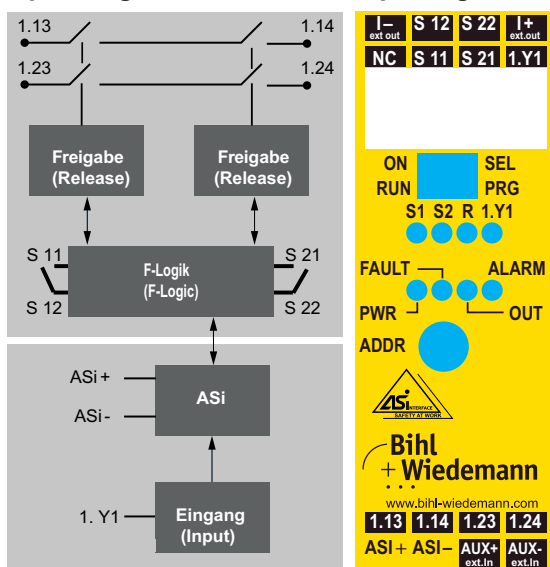 1.13
1.14
1.23
1.24
Freigabe
(Release)
Freigabe
(Release)
S 11
S 12
F-Logik
(F-Logic)
S 21
S 22
ASi+
ASi-
ASi
1. Y1
Eingang
(Input)
I– S 12 S 22 I+
ext out ext.out
NC S 11 S 21 1.Y1
ON SEL
RUN PRG
S1 S2 R 1.Y1
FAULT ALARM
PWR OUT
ADDR
ASi
INTERFACE
SAFETY AT WORK
Bihl
+ Wiedemann
www.bihl-wiedemann.com
1.13 1.14 1.23 1.24
ASI+ ASI– AUX+ AUX-
ext.In ext.In